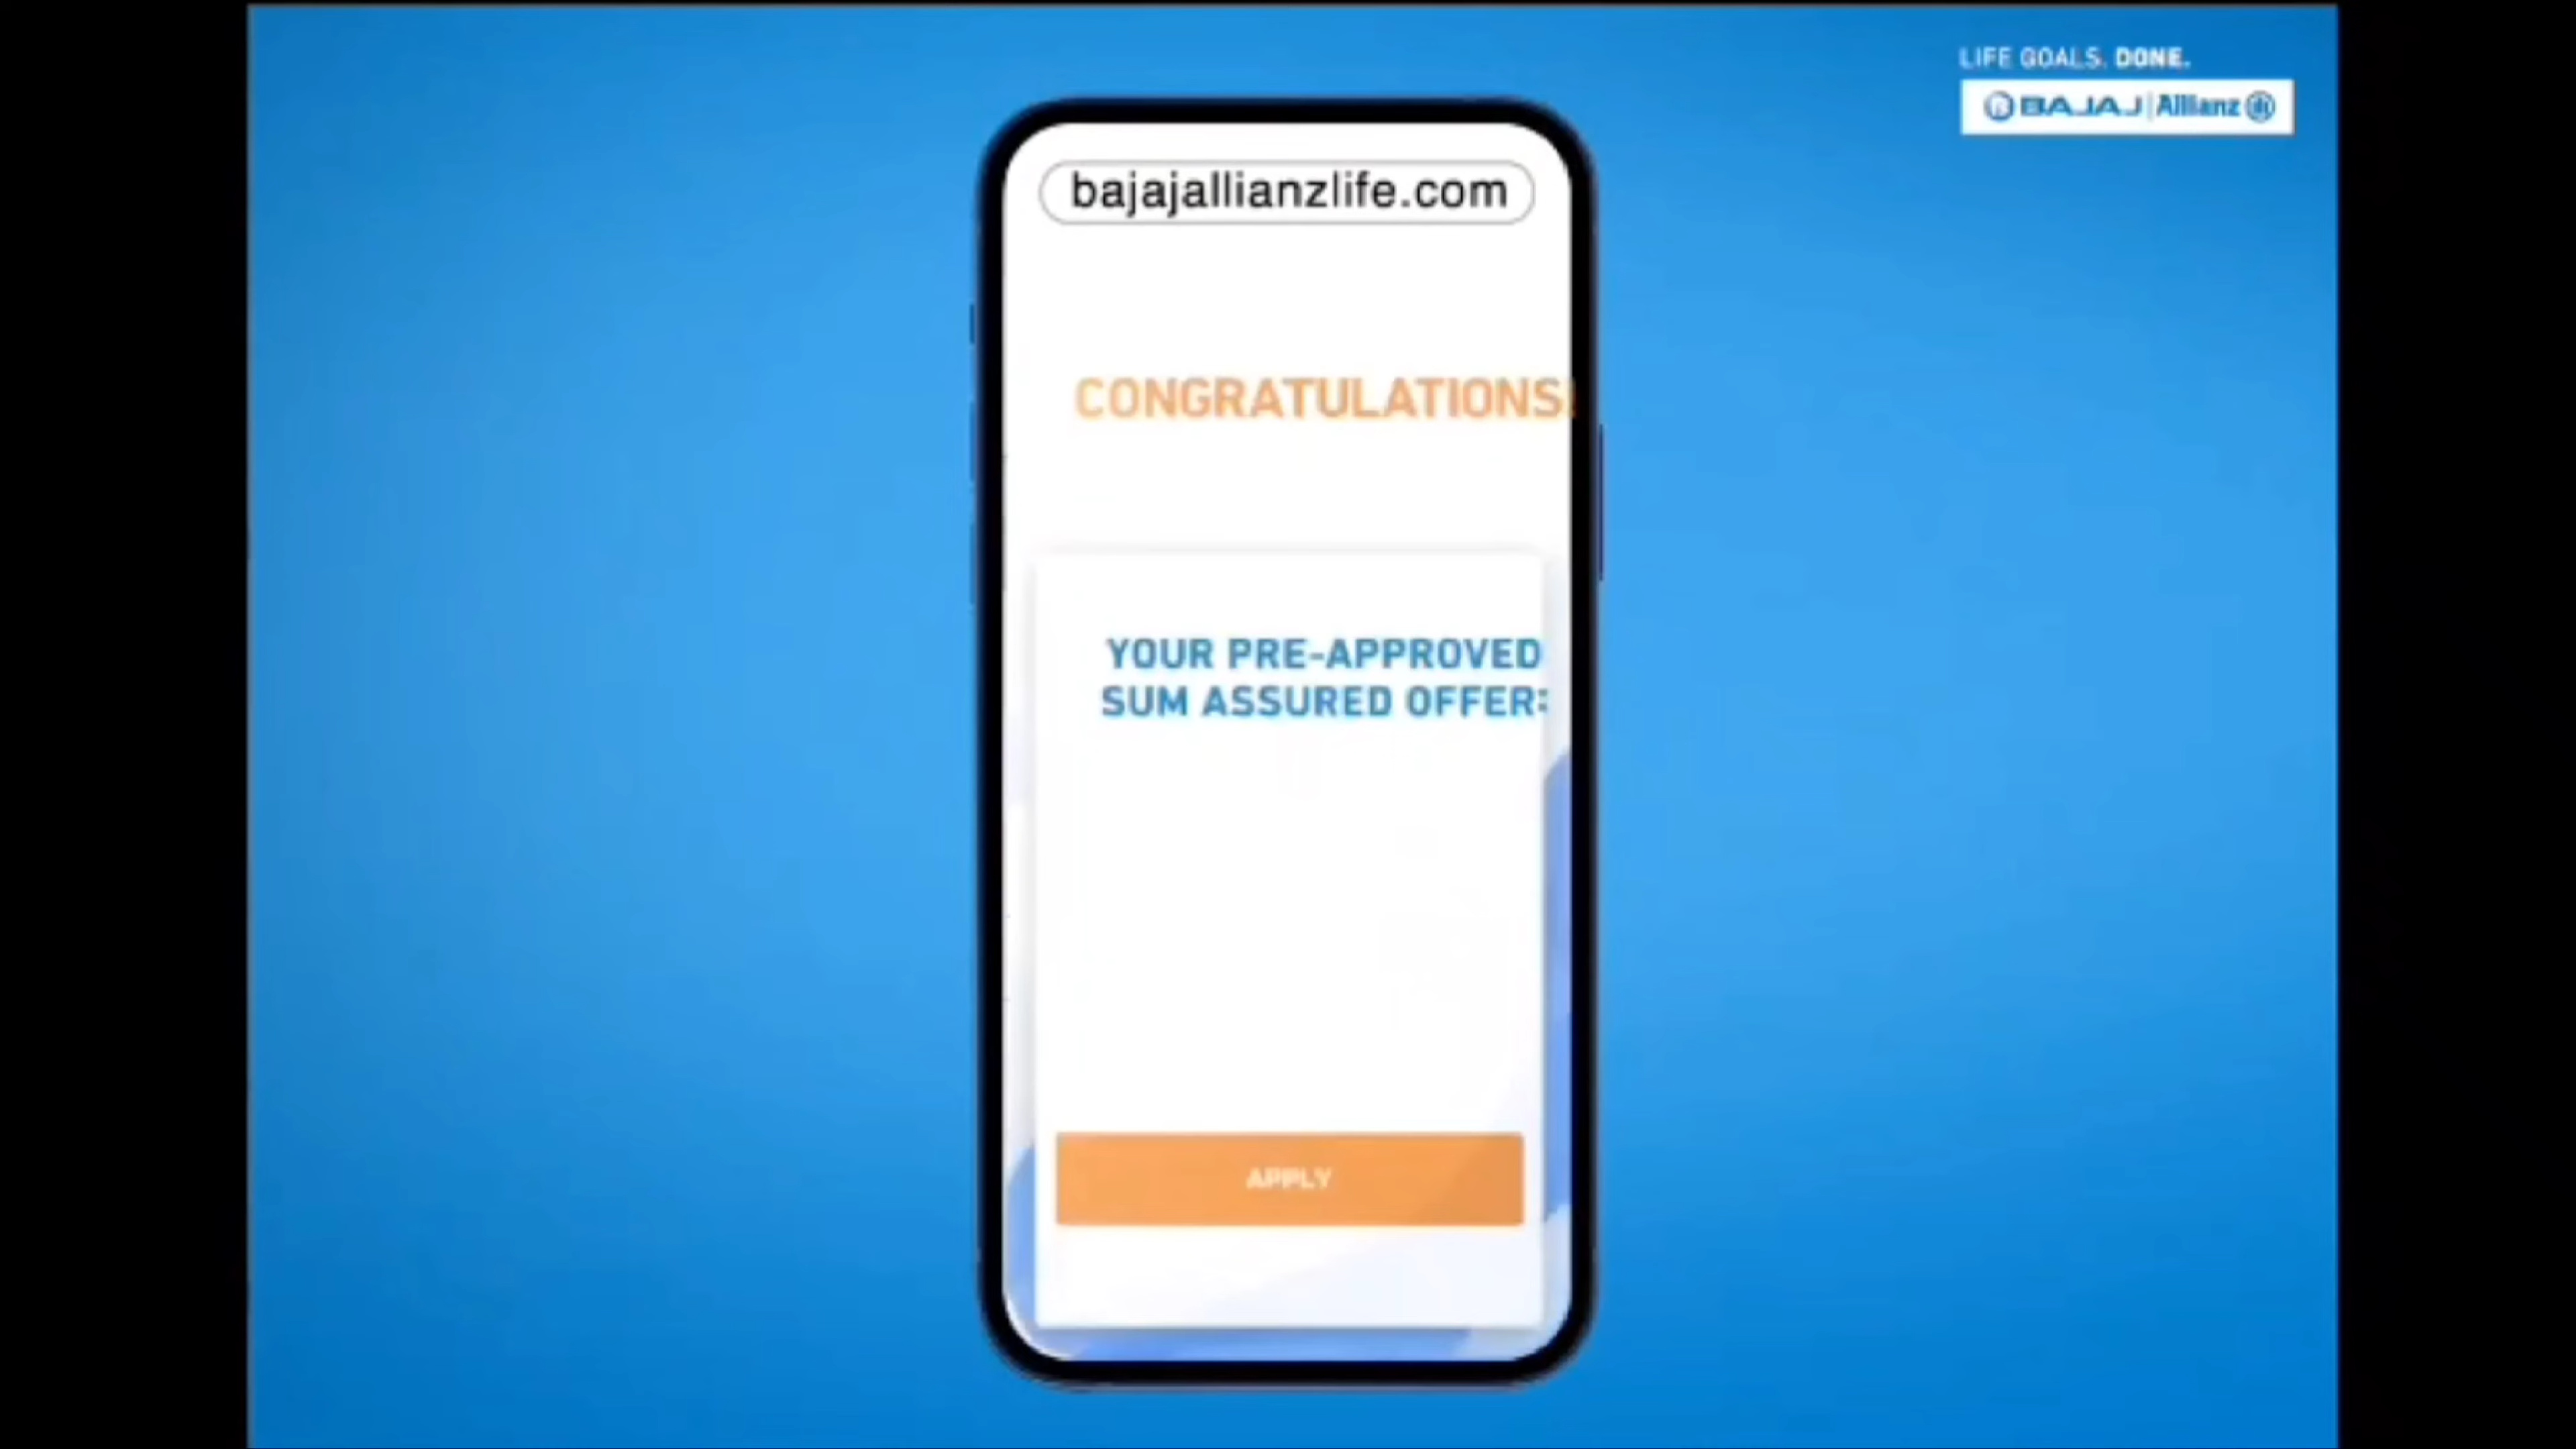 LIFE GOALS. DONE.
BAJAJ Allianz
bajajallianzlife.com
CONGRATULATIONS!
YOUR PRE-APPROVED
SUM ASSURED OFFER:
APPLY